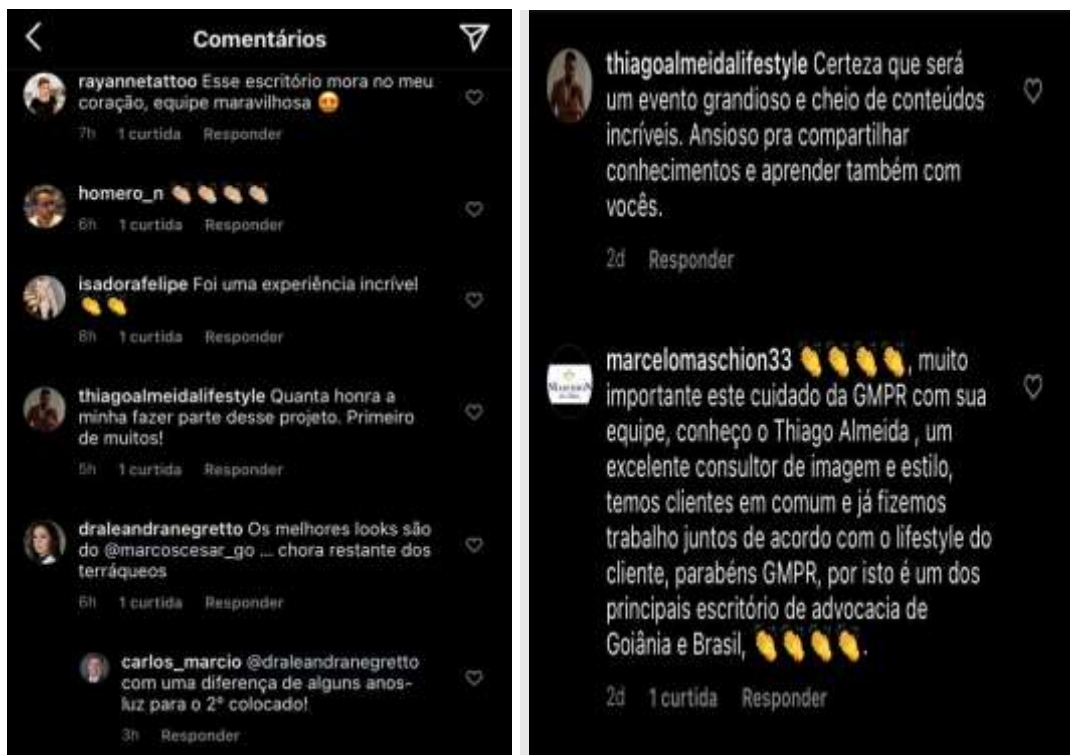 Comentários
rayannetattoo Esse escritório mora no meu
coração, equipe maravilhosa 😍
7h 1 curtida Responder
homero_n 👏🏼👏🏼👏🏼👏🏼
6h 1 curtida Responder
isadorafelipe Foi uma experiência incrível
👏👏
8h 1 curtida Responder
thiagoalmeidalifestyle Quanta honra a
minha fazer parte desse projeto. Primeiro
de muitos!
5h 1 curtida Responder
draleandranegretto Os melhores looks são
do @marcoscesar_go ... chora restante dos
terráqueos
6h 1 curtida Responder
carlos_marcio @draleandranegretto
com uma diferença de alguns anos-
luz para o 2º colocado!
3h Responder
thiagoalmeidalifestyle Certeza que será
um evento grandioso e cheio de conteúdos
incríveis. Ansioso pra compartilhar
conhecimentos e aprender também com
vocês.
2d Responder
marcelomaschion33 👏👏👏👏, muito
importante este cuidado da GMPR com sua
equipe, conheço o Thiago Almeida , um
excelente consultor de imagem e estilo,
temos clientes em comum e já fizemos
trabalho juntos de acordo com o lifestyle do
cliente, parabéns GMPR, por isto é um dos
principais escritório de advocacia de
Goiânia e Brasil, 👏👏👏👏.
2d 1 curtida Responder